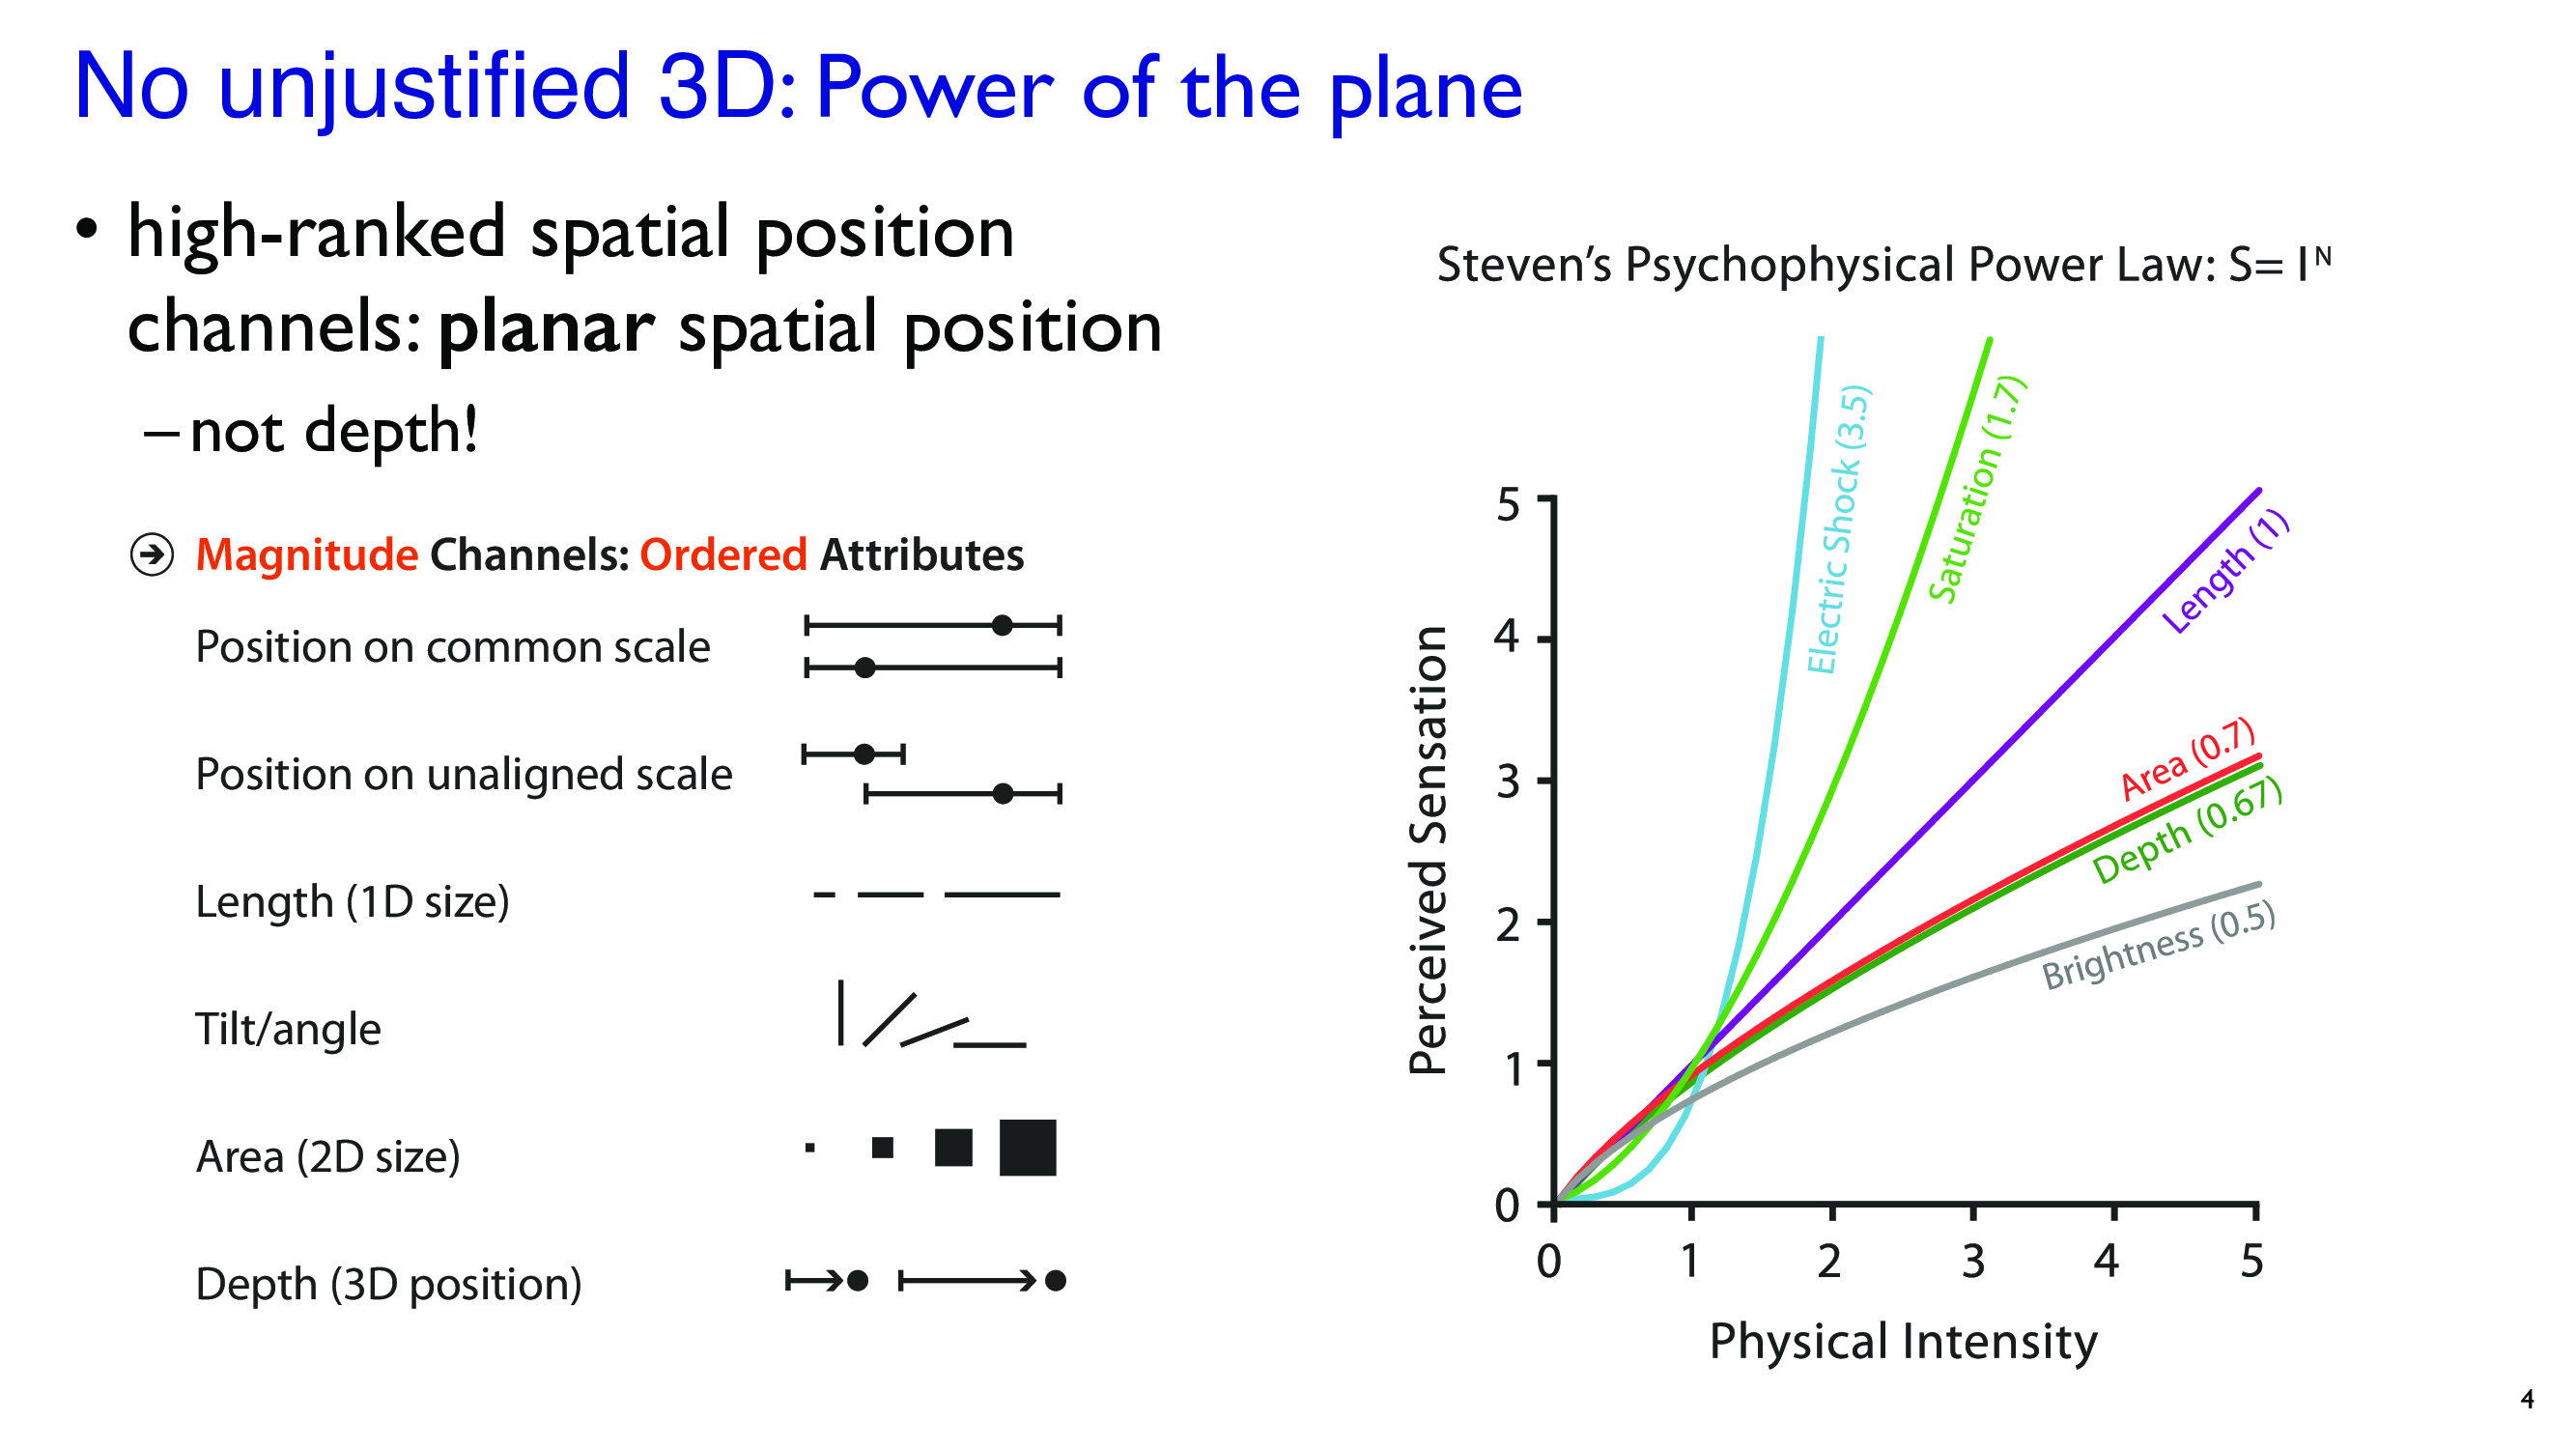 No unjustified 3D: Power of the plane
• high-ranked spatial position
channels: planar spatial position
– not depth!
Magnitude Channels: Ordered Attributes
Position on common scale
Position on unaligned scale
Length (1D size)
Tilt/angle
Area (2D size)
Depth (3D position)
Steven’s Psychophysical Power Law: S= I^N
Electric Shock (3.5)
Saturation (1.7)
Length (1)
Area (0.7)
Depth (0.67)
Brightness (0.5)
Perceived Sensation
5
4
3
2
1
0
0 1 2 3 4 5
Physical Intensity
4